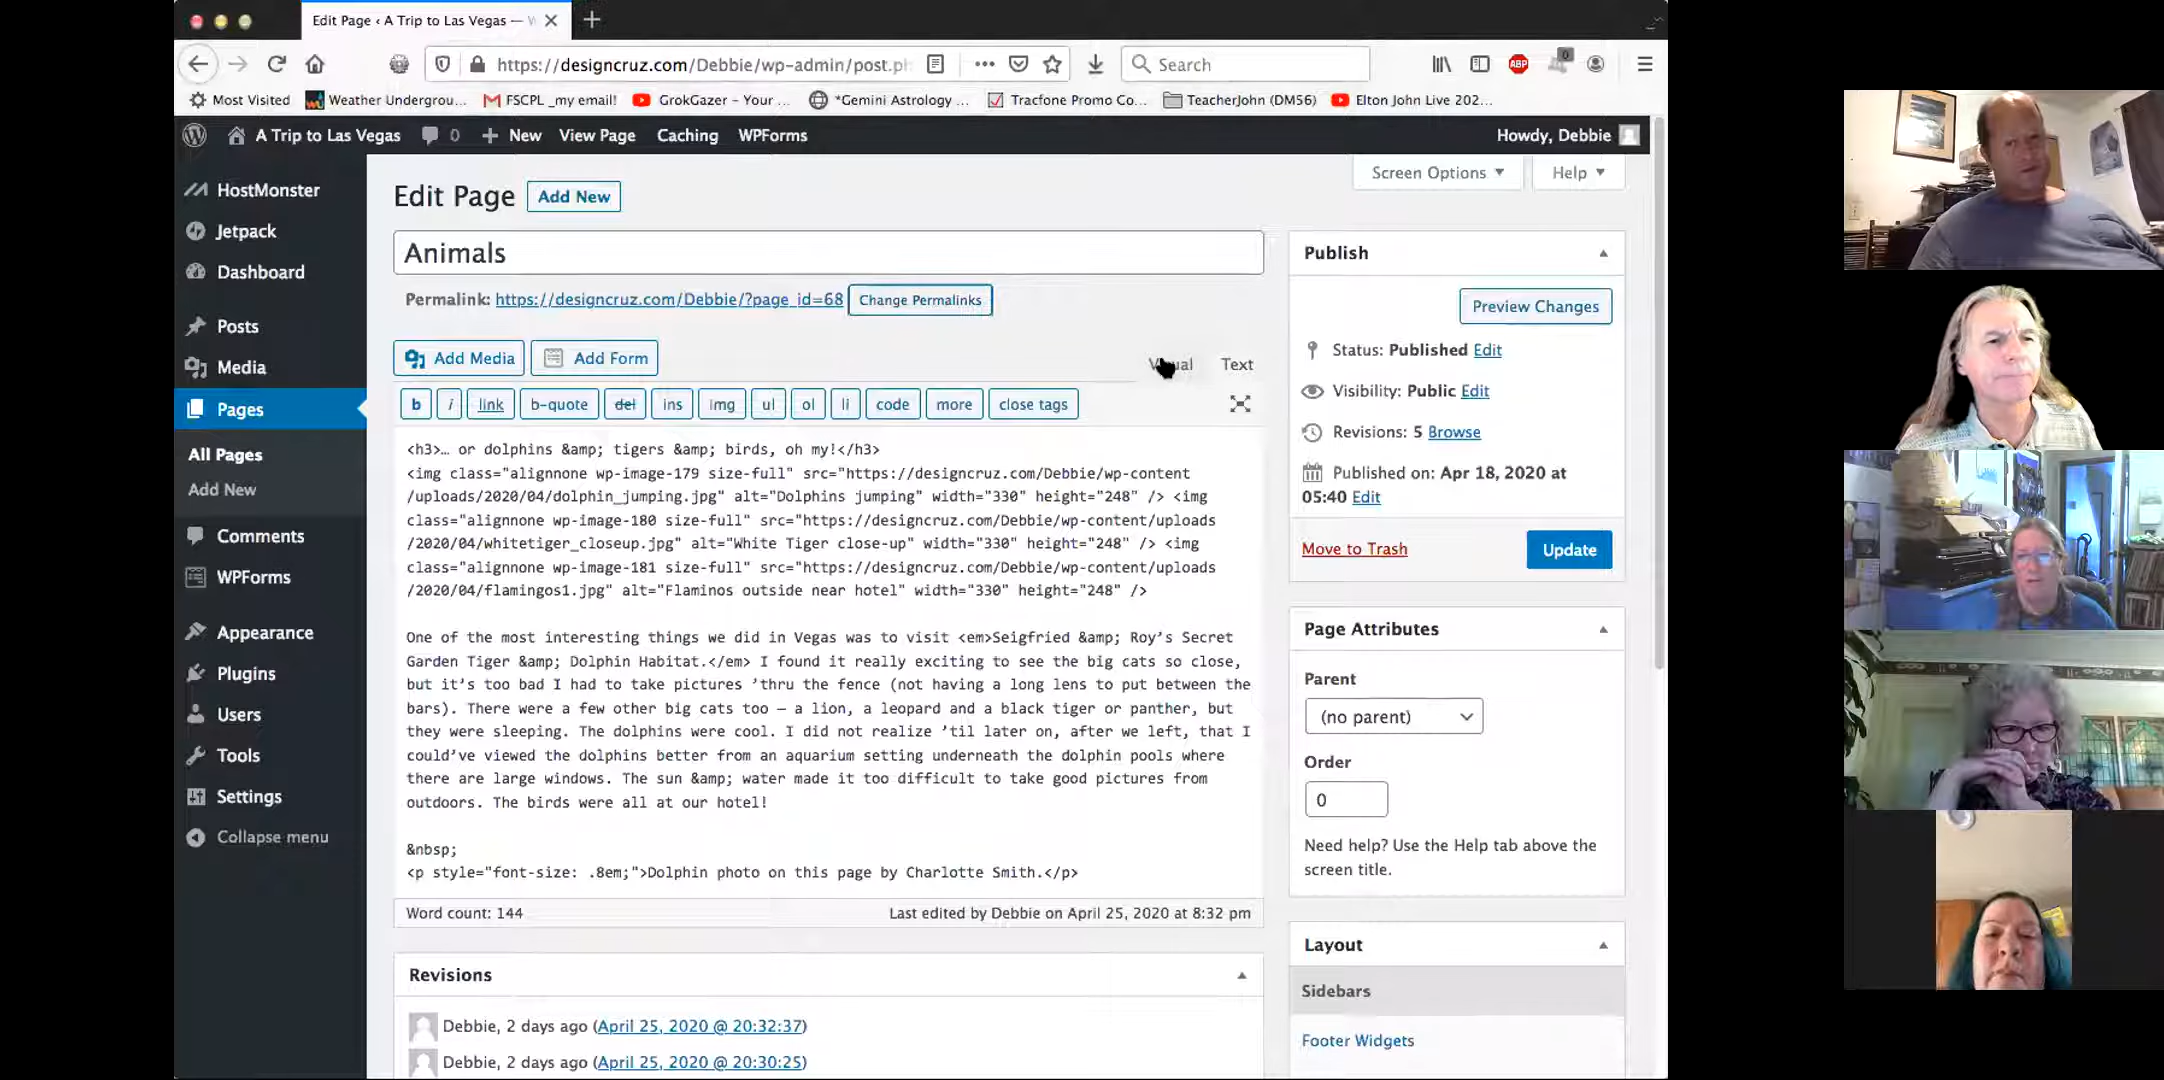 Edit Page ‹ A Trip to Las Vegas —
https://designcruz.com/Debbie/wp-admin/post.ph
Search
ABP
0
Most Visited
Weather Undergrou...
FSCPL _my email!
GrokGazer - Your ...
*Gemini Astrology ...
Tracfone Promo Co...
TeacherJohn (DM56)
Elton John Live 202...
A Trip to Las Vegas
0
New
View Page
Caching
WPForms
Howdy, Debbie
HostMonster
Jetpack
Dashboard
Posts
Media
Pages
All Pages
Add New
Comments
WPForms
Appearance
Plugins
Users
Tools
Settings
Collapse menu
Screen Options
Help
Edit Page
Add New
Animals
Permalink: https://designcruz.com/Debbie/?page_id=68
Change Permalinks
Add Media
Add Form
Text
b
i
link
b-quote
del
ins
img
ul
ol
li
code
more
close tags
<h3>… or dolphins &amp; tigers &amp; birds, oh my!</h3>
<img class="alignnone wp-image-179 size-full" src="https://designcruz.com/Debbie/wp-content
/uploads/2020/04/dolphin_jumping.jpg" alt="Dolphins jumping" width="330" height="248" /> <img
class="alignnone wp-image-180 size-full" src="https://designcruz.com/Debbie/wp-content/uploads
/2020/04/whitetiger_closeup.jpg" alt="White Tiger close-up" width="330" height="248" /> <img
class="alignnone wp-image-181 size-full" src="https://designcruz.com/Debbie/wp-content/uploads
/2020/04/flamingos1.jpg" alt="Flaminos outside near hotel" width="330" height="248" />
One of the most interesting things we did in Vegas was to visit <em>Seigfried &amp; Roy’s Secret
Garden Tiger &amp; Dolphin Habitat.</em> I found it really exciting to see the big cats so close,
but it’s too bad I had to take pictures ’thru the fence (not having a long lens to put between the
bars). There were a few other big cats too – a lion, a leopard and a black tiger or panther, but
they were sleeping. The dolphins were cool. I did not realize ’til later on, after we left, that I
could’ve viewed the dolphins better from an aquarium setting underneath the dolphin pools where
there are large windows. The sun &amp; water made it too difficult to take good pictures from
outdoors. The birds were all at our hotel!
&nbsp;
<p style="font-size: .8em;">Dolphin photo on this page by Charlotte Smith.</p>
Word count: 144
Last edited by Debbie on April 25, 2020 at 8:32 pm
Revisions
Debbie, 2 days ago (April 25, 2020 @ 20:32:37)
Debbie, 2 days ago (April 25, 2020 @ 20:30:25)
Publish
Preview Changes
Status: Published Edit
Visibility: Public Edit
Revisions: 5 Browse
Published on: Apr 18, 2020 at
05:40 Edit
Move to Trash
Update
Page Attributes
Parent
(no parent)
Order
0
Need help? Use the Help tab above the
screen title.
Layout
Sidebars
Footer Widgets